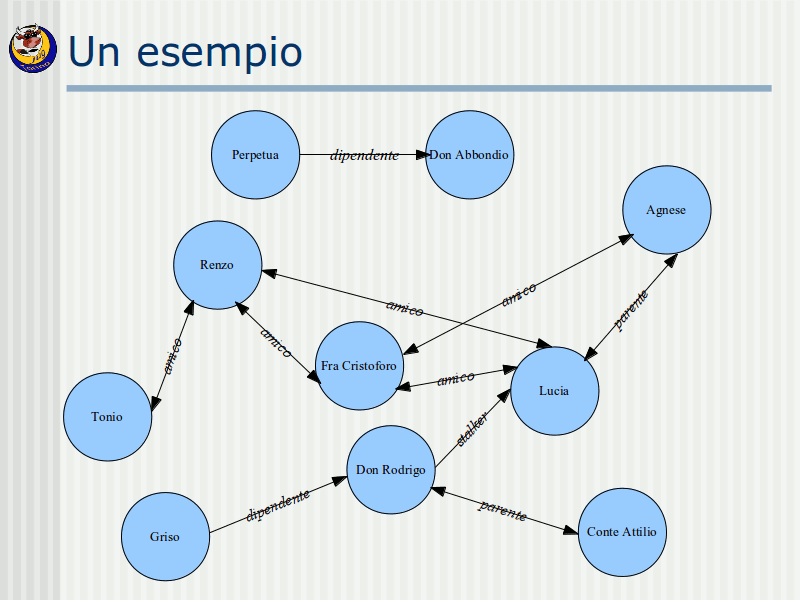 Un esempio
Perpetua
dipendente
Don Abbondio
Agnese
Renzo
amico
amico
parente
amico
amico
Fra Cristoforo
amico
Lucia
Tonio
stalker
Don Rodrigo
dipendente
parente
Griso
Conte Attilio